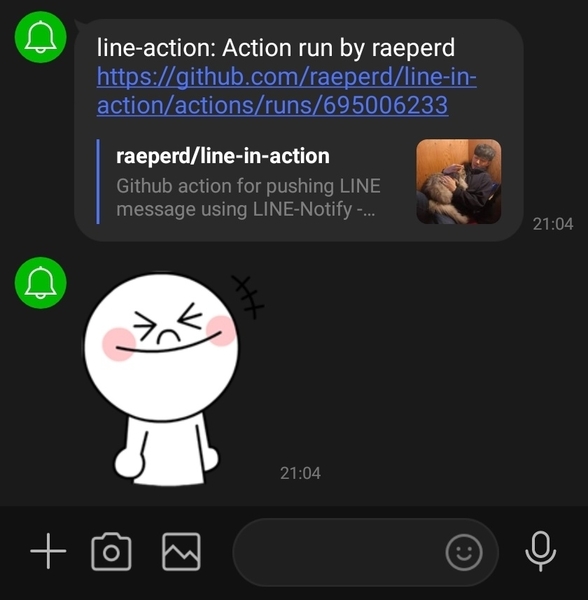 line-action: Action run by raeperd
https://github.com/raeperd/line-in-
action/actions/runs/695006233
raeperd/line-in-action
Github action for pushing LINE
message using LINE-Notify -...
21:04
21:04